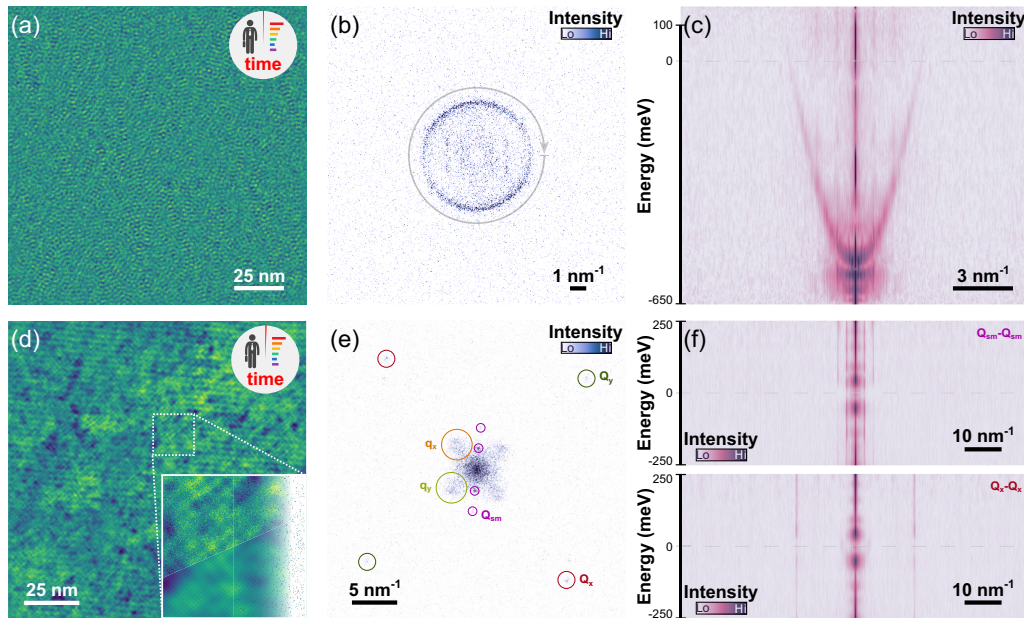 (a)
time
25 nm
(b)
Intensity
Lo Hi
1 nm⁻¹
(c)
Intensity
Lo Hi
150
0
-650
Energy (meV)
3 nm⁻¹
(d)
time
25 nm
(e)
Intensity
Lo Hi
Qy
qx
qy
Qsm
Qx
5 nm⁻¹
(f)
Qsm-Qsm
250
0
-250
Energy (meV)
Intensity
Lo Hi
10 nm⁻¹
Qx-Qx
250
0
-250
Energy (meV)
Intensity
Lo Hi
10 nm⁻¹